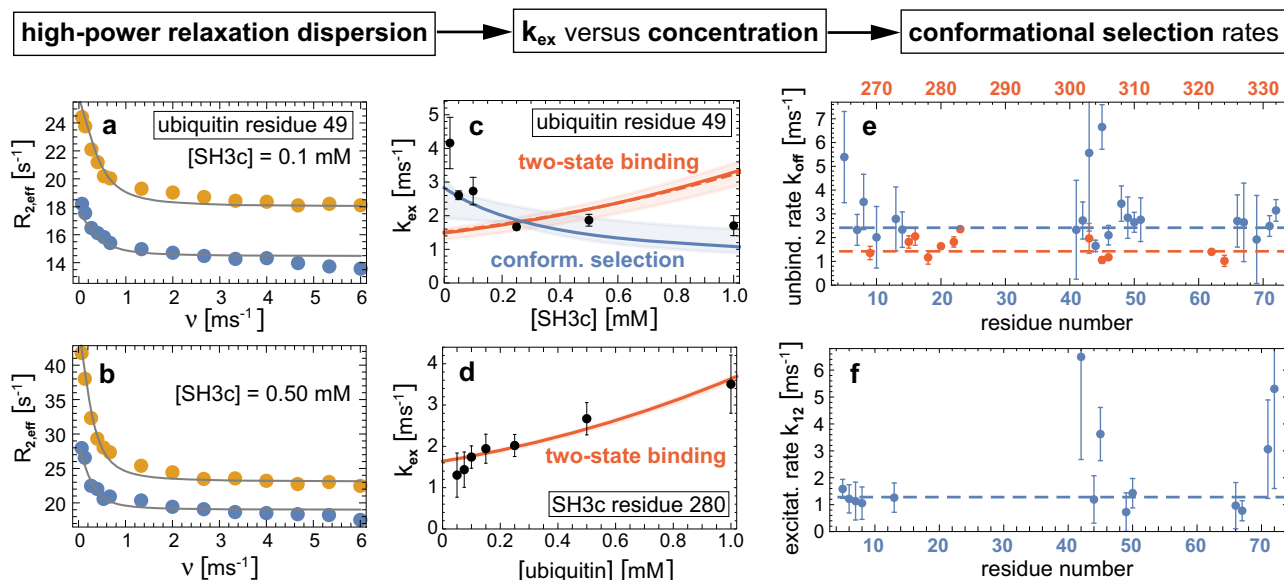 high-power relaxation dispersion
k_ex versus concentration
conformational selection rates
a
ubiquitin residue 49
[SH3c] = 0.1 mM
R_2,eff [s⁻¹]
24
22
20
18
16
14
0 1 2 3 4 5 6
ν [ms⁻¹]
b
[SH3c] = 0.50 mM
R_2,eff [s⁻¹]
40
35
30
25
20
0 1 2 3 4 5 6
ν [ms⁻¹]
c
ubiquitin residue 49
two-state binding
conform. selection
k_ex [ms⁻¹]
5
4
3
2
1
0
0.0 0.2 0.4 0.6 0.8 1.0
[SH3c] [mM]
d
two-state binding
SH3c residue 280
k_ex [ms⁻¹]
4
3
2
1
0
0.0 0.2 0.4 0.6 0.8 1.0
[ubiquitin] [mM]
270 280 290 300 310 320 330
e
unbind. rate k_off [ms⁻¹]
7
6
5
4
3
2
1
0
10 20 30 40 50 60 70
residue number
f
excitat. rate k_12 [ms⁻¹]
6
5
4
3
2
1
0
10 20 30 40 50 60 70
residue number